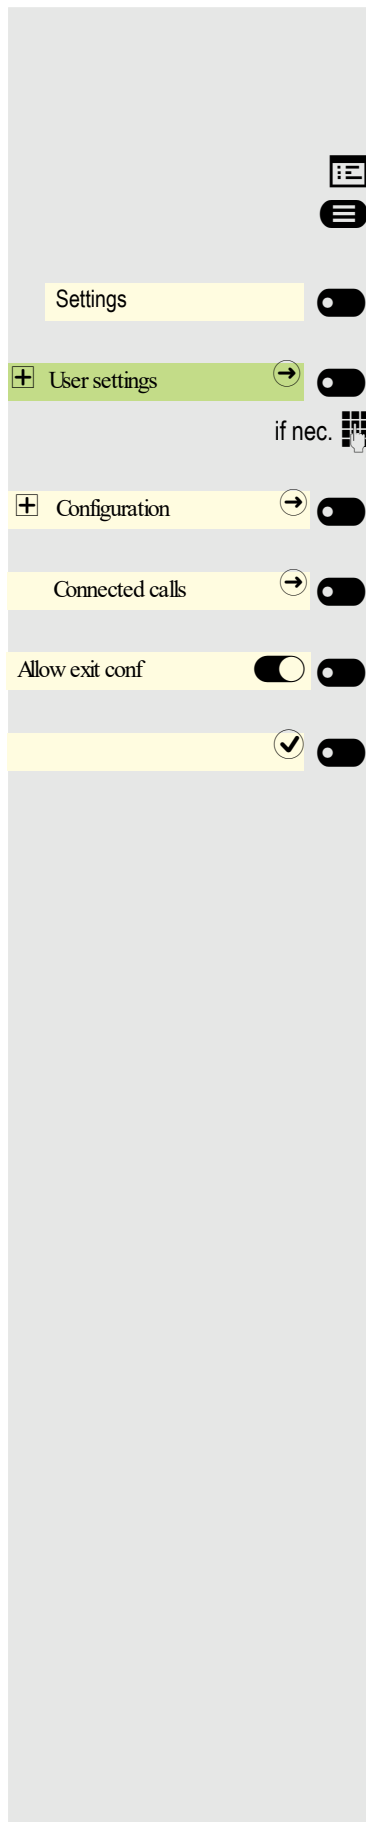 Settings
User settings
if nec.
Configuration
Connected calls
Allow exit conf